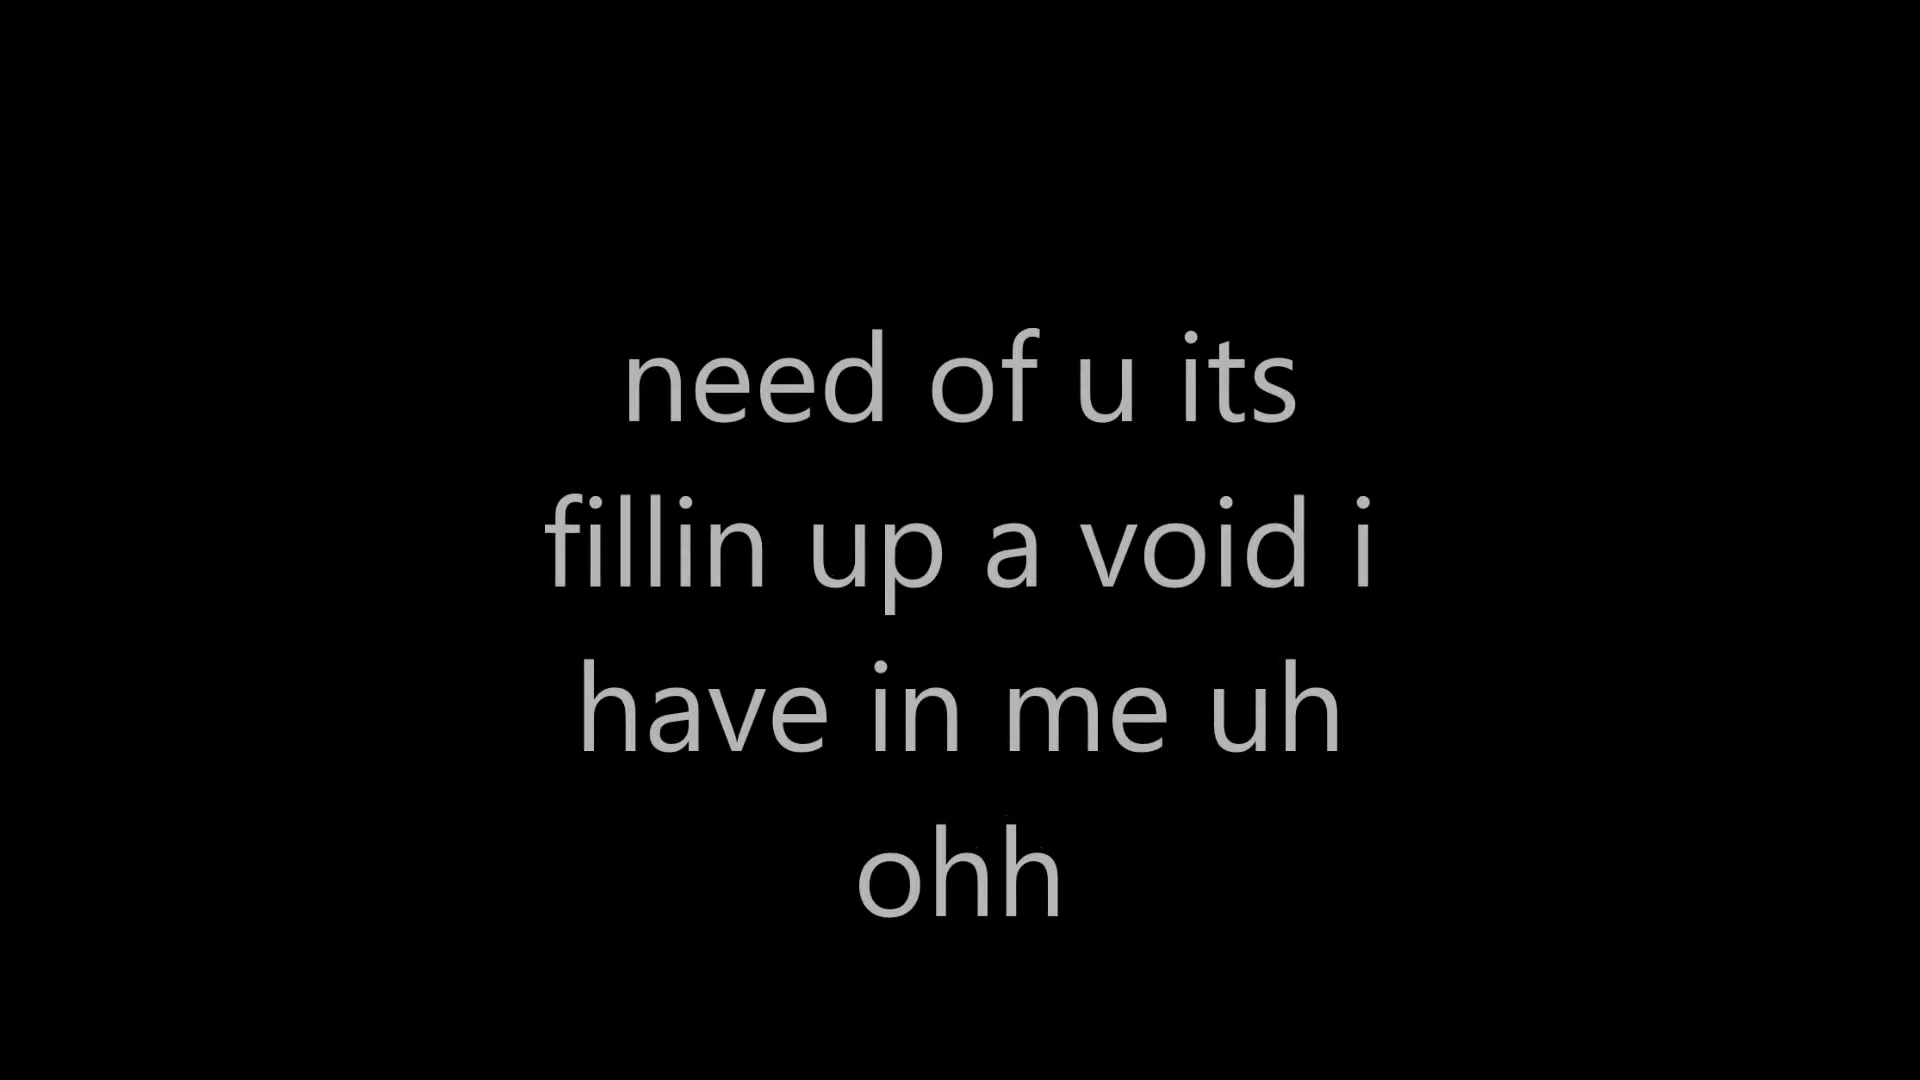 need of u its
fillin up a void i
have in me uh
ohh